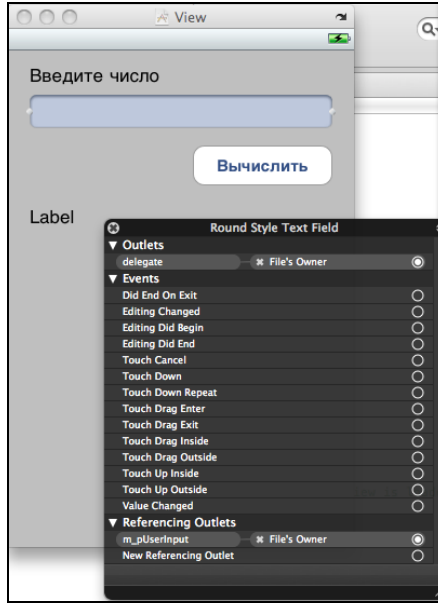 View
Введите число
Вычислить
Label
Round Style Text Field
Outlets
delegate File's Owner
Events
Did End On Exit
Editing Changed
Editing Did Begin
Editing Did End
Touch Cancel
Touch Down
Touch Down Repeat
Touch Drag Enter
Touch Drag Exit
Touch Drag Inside
Touch Drag Outside
Touch Up Inside
Touch Up Outside
Value Changed
Referencing Outlets
m_pUserInput File's Owner
New Referencing Outlet